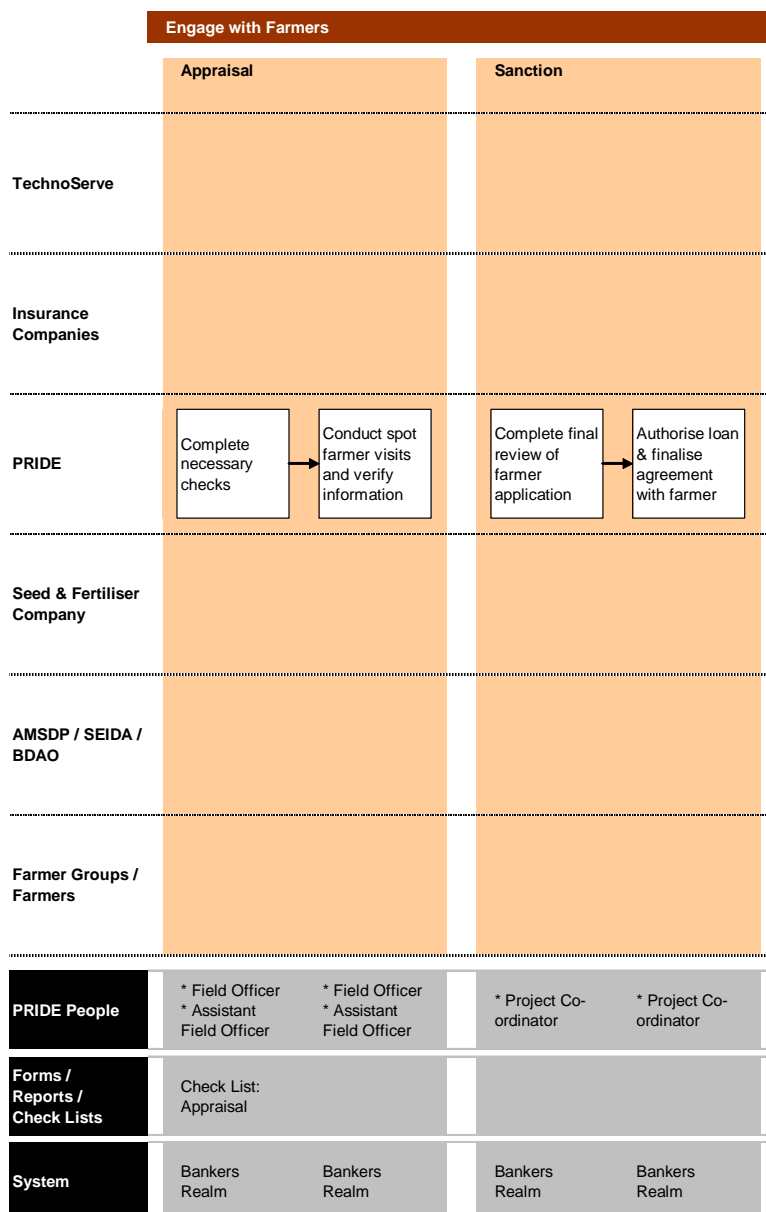 Engage with Farmers
Appraisal
Sanction
TechnoServe
Insurance
Companies
PRIDE
Complete
necessary
checks
Conduct spot
farmer visits
and verify
information
Complete final
review of
farmer
application
Authorise loan
& finalise
agreement
with farmer
Seed & Fertiliser
Company
AMSDP / SEIDA /
BDAO
Farmer Groups /
Farmers
PRIDE People
* Field Officer
* Assistant
Field Officer
* Field Officer
* Assistant
Field Officer
* Project Co-
ordinator
* Project Co-
ordinator
Forms /
Reports /
Check Lists
Check List:
Appraisal
System
Bankers
Realm
Bankers
Realm
Bankers
Realm
Bankers
Realm